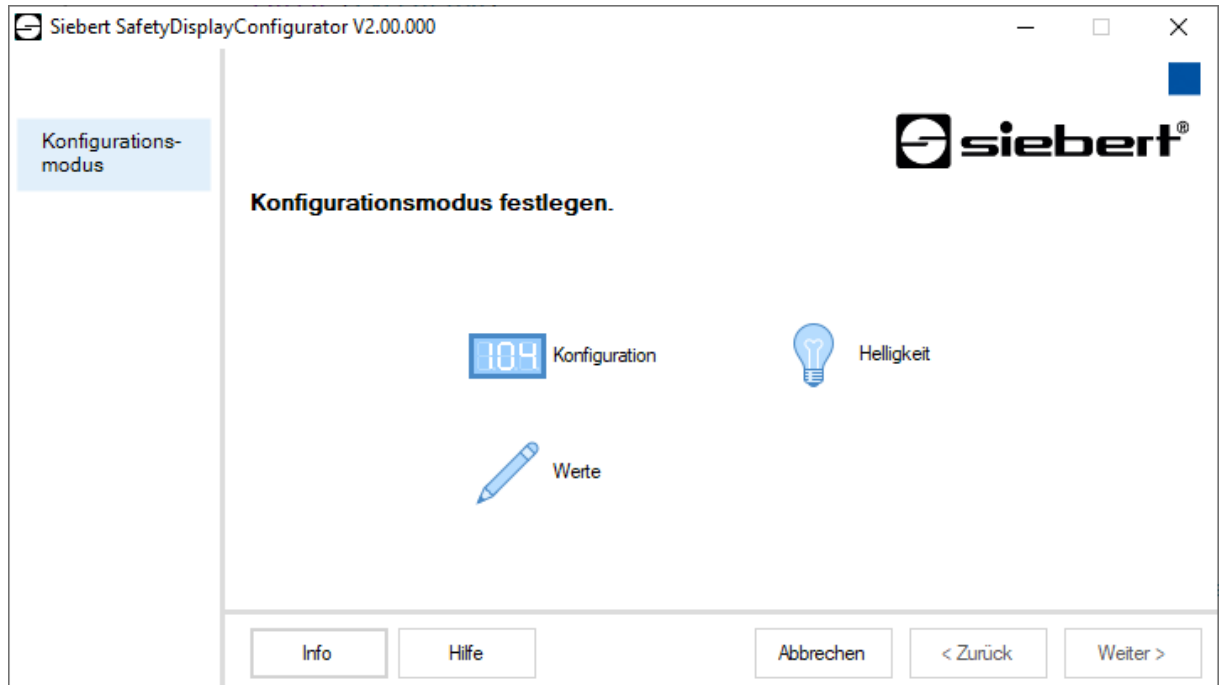 Siebert SafetyDisplayConfigurator V2.00.000
siebert®
Konfigurations-
modus
Konfigurationsmodus festlegen.
104 Konfiguration
Helligkeit
Werte
Info
Hilfe
Abbrechen
< Zurück
Weiter >